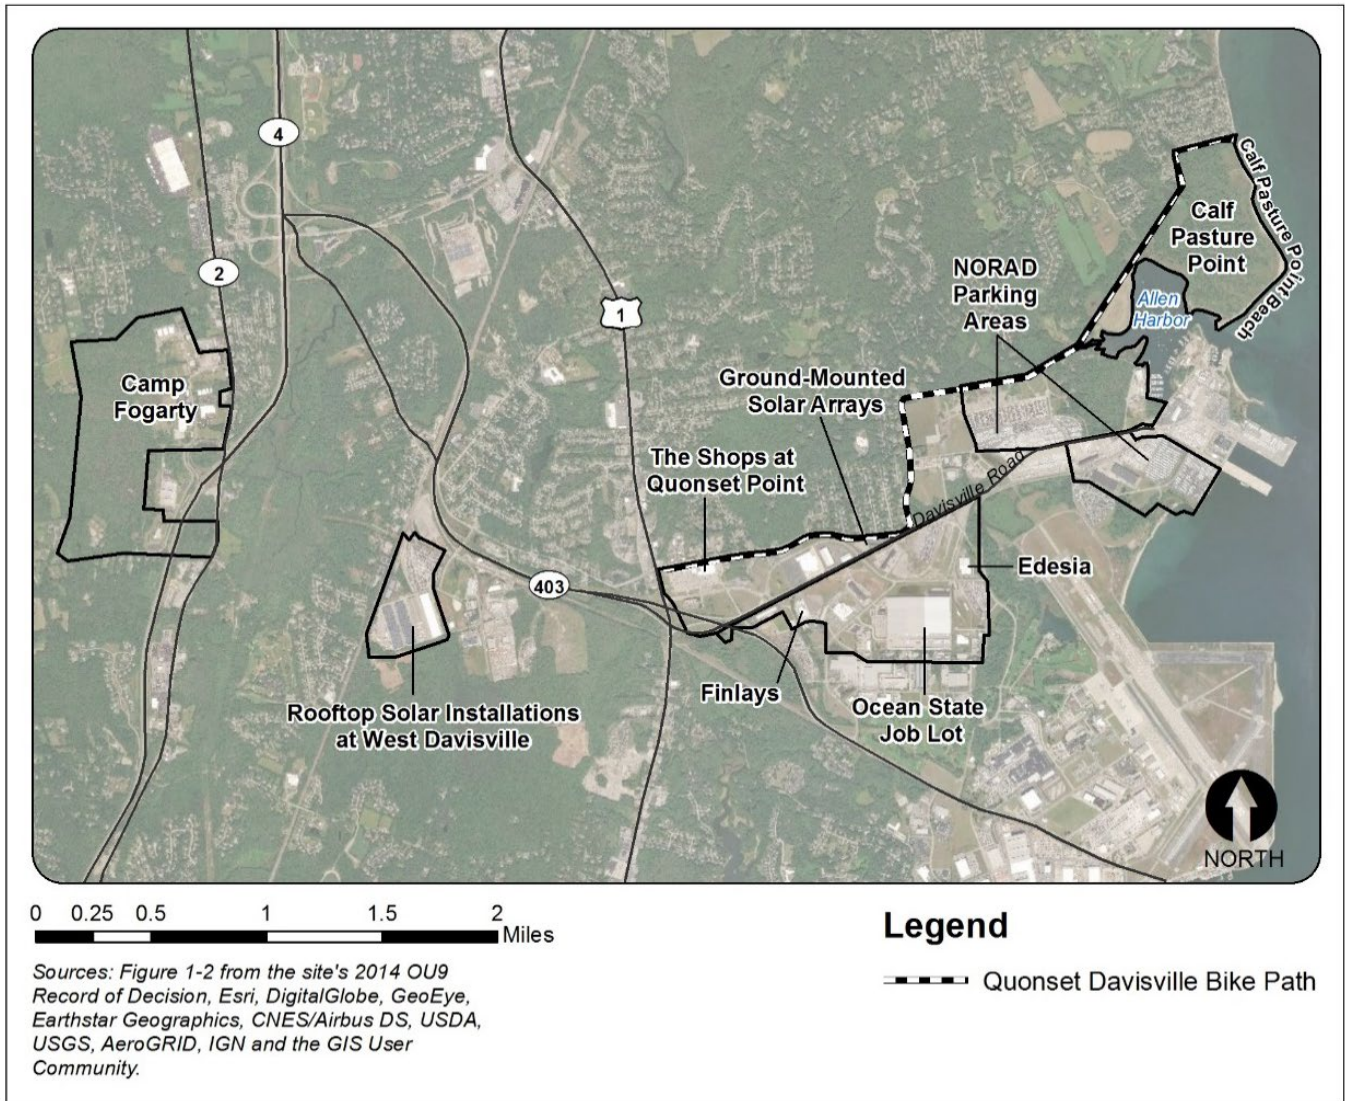 4
2
1
Calf Pasture Point Beach
Calf
Pasture
Point
NORAD
Parking
Areas
Allen
Harbor
Camp
Fogarty
Ground-Mounted
Solar Arrays
The Shops at
Quonset Point
Davisville Road
Edesia
403
Finlays
Ocean State
Job Lot
Rooftop Solar Installations
at West Davisville
NORTH
0 0.25 0.5 1 1.5 2
Miles
Legend
Quonset Davisville Bike Path
Sources: Figure 1-2 from the site's 2014 OU9
Record of Decision, Esri, DigitalGlobe, GeoEye,
Earthstar Geographics, CNES/Airbus DS, USDA,
USGS, AeroGRID, IGN and the GIS User
Community.